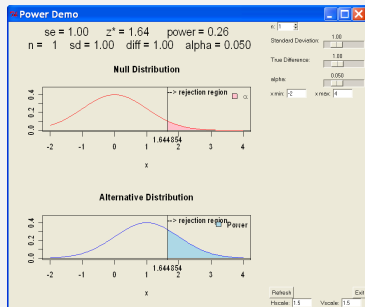 Power Demo
se = 1.00 z* = 1.64 power = 0.26
n = 1 sd = 1.00 diff = 1.00 alpha = 0.050
Null Distribution
--> rejection region
α
0.0 0.2 0.4
1.644854
-2 -1 0 1 2 3 4
x
Alternative Distribution
--> rejection region
Power
0.0 0.2 0.4
1.644854
-2 -1 0 1 2 3 4
x
n: 1
Standard Deviation: 1.00
True Difference: 1.00
alpha: 0.050
x min: -2 x max: 4
Refresh Exit
Hscale: 1.5 Vscale: 1.5